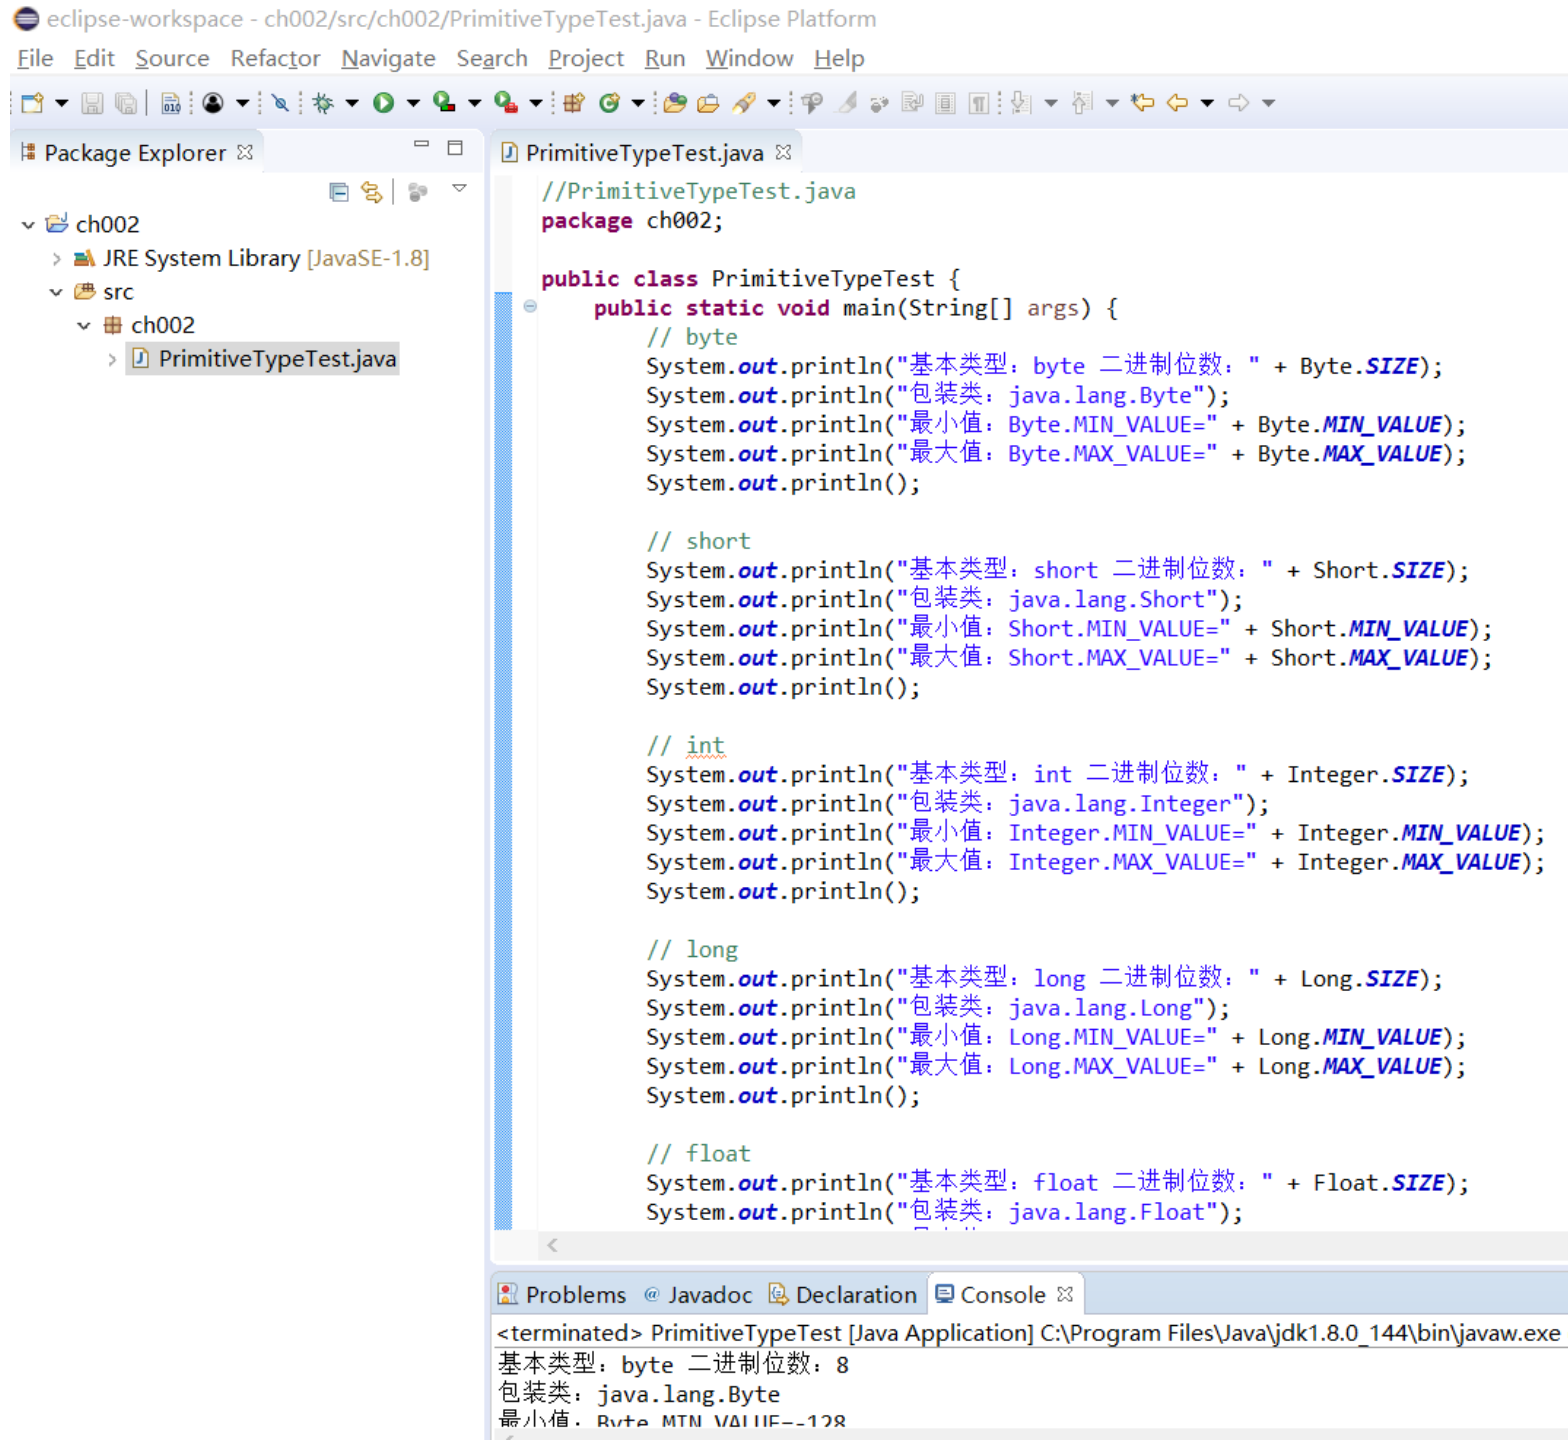 eclipse-workspace - ch002/src/ch002/PrimitiveTypeTest.java - Eclipse Platform
File Edit Source Refactor Navigate Search Project Run Window Help
Package Explorer
ch002
JRE System Library [JavaSE-1.8]
src
ch002
PrimitiveTypeTest.java
PrimitiveTypeTest.java
//PrimitiveTypeTest.java
package ch002;
public class PrimitiveTypeTest {
public static void main(String[] args) {
// byte
System.out.println("基本类型：byte 二进制位数：" + Byte.SIZE);
System.out.println("包装类：java.lang.Byte");
System.out.println("最小值：Byte.MIN_VALUE=" + Byte.MIN_VALUE);
System.out.println("最大值：Byte.MAX_VALUE=" + Byte.MAX_VALUE);
System.out.println();
// short
System.out.println("基本类型：short 二进制位数：" + Short.SIZE);
System.out.println("包装类：java.lang.Short");
System.out.println("最小值：Short.MIN_VALUE=" + Short.MIN_VALUE);
System.out.println("最大值：Short.MAX_VALUE=" + Short.MAX_VALUE);
System.out.println();
// int
System.out.println("基本类型：int 二进制位数：" + Integer.SIZE);
System.out.println("包装类：java.lang.Integer");
System.out.println("最小值：Integer.MIN_VALUE=" + Integer.MIN_VALUE);
System.out.println("最大值：Integer.MAX_VALUE=" + Integer.MAX_VALUE);
System.out.println();
// long
System.out.println("基本类型：long 二进制位数：" + Long.SIZE);
System.out.println("包装类：java.lang.Long");
System.out.println("最小值：Long.MIN_VALUE=" + Long.MIN_VALUE);
System.out.println("最大值：Long.MAX_VALUE=" + Long.MAX_VALUE);
System.out.println();
// float
System.out.println("基本类型：float 二进制位数：" + Float.SIZE);
System.out.println("包装类：java.lang.Float");
Problems Javadoc Declaration Console
<terminated> PrimitiveTypeTest [Java Application] C:\Program Files\Java\jdk1.8.0_144\bin\javaw.exe
基本类型：byte 二进制位数：8
包装类：java.lang.Byte
最小值：Byte.MIN_VALUE=-128